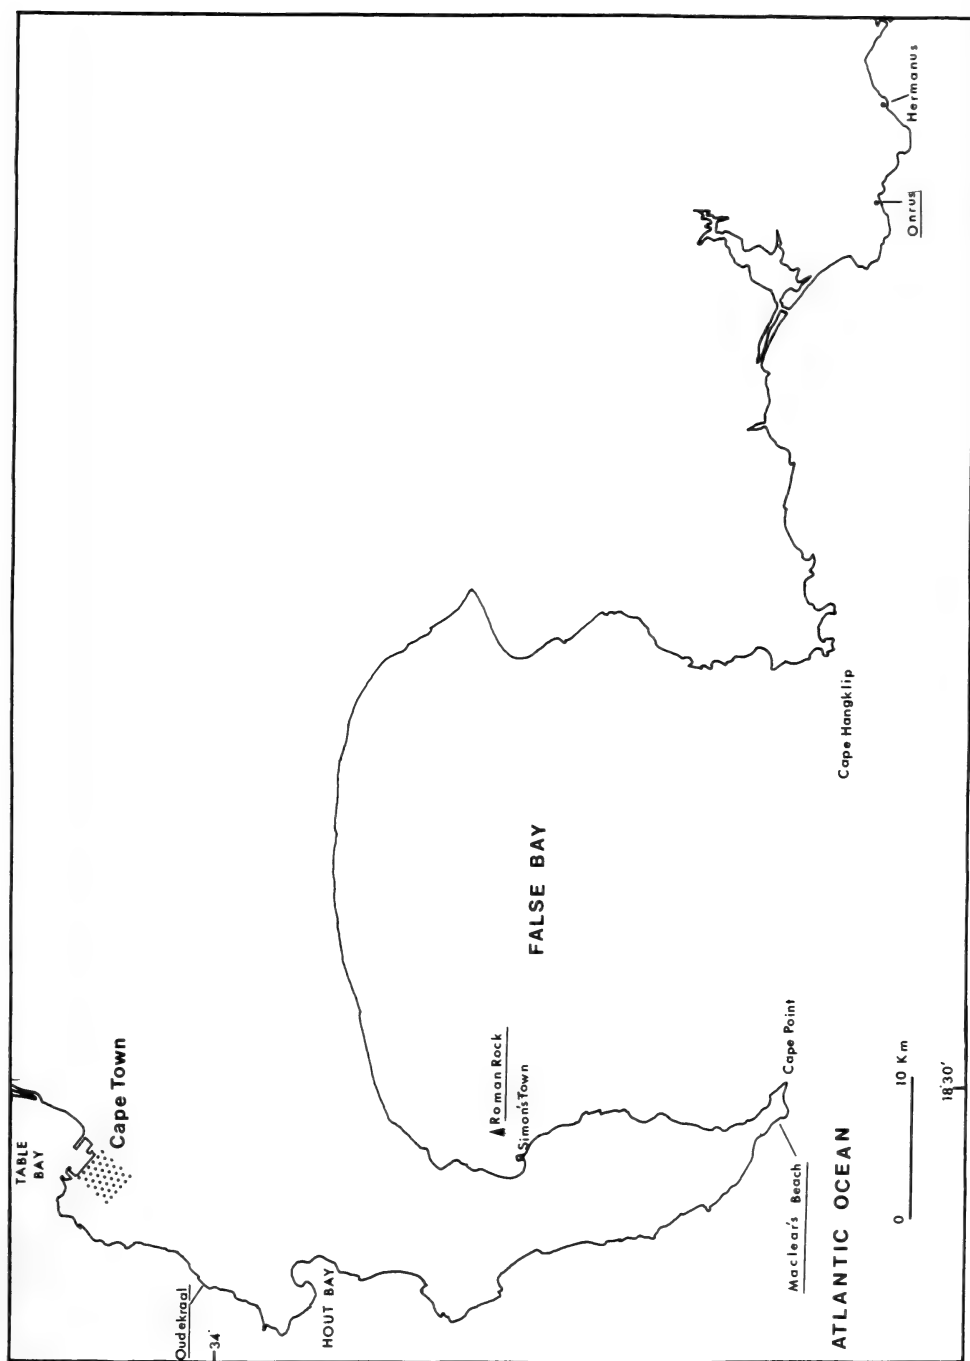 TABLE
BAY
Cape Town
Oudekraal
34°
HOUT BAY
Roman Rock
Simon's Town
FALSE BAY
Maclear's Beach
Cape Point
ATLANTIC OCEAN
0 10 Km
18°30'
Cape Hangklip
Onrus
Hermanus